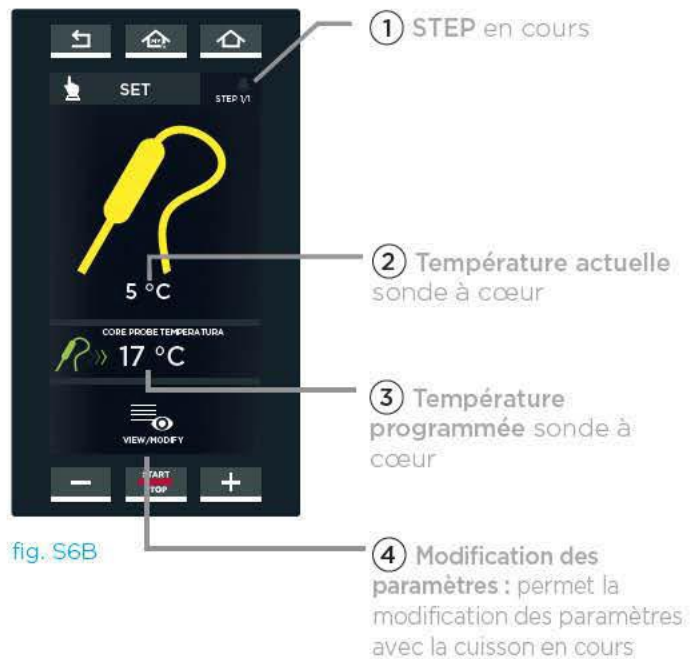 1 STEP en cours
MY
SET
STEP 1/1
5 °C
2 Température actuelle
sonde à cœur
CORE PROBE TEMPERATURA
17 °C
3 Température
programmée sonde à
cœur
VIEW/MODIFY
START
STOP
fig. S6B
4 Modification des
paramètres : permet la
modification des paramètres
avec la cuisson en cours